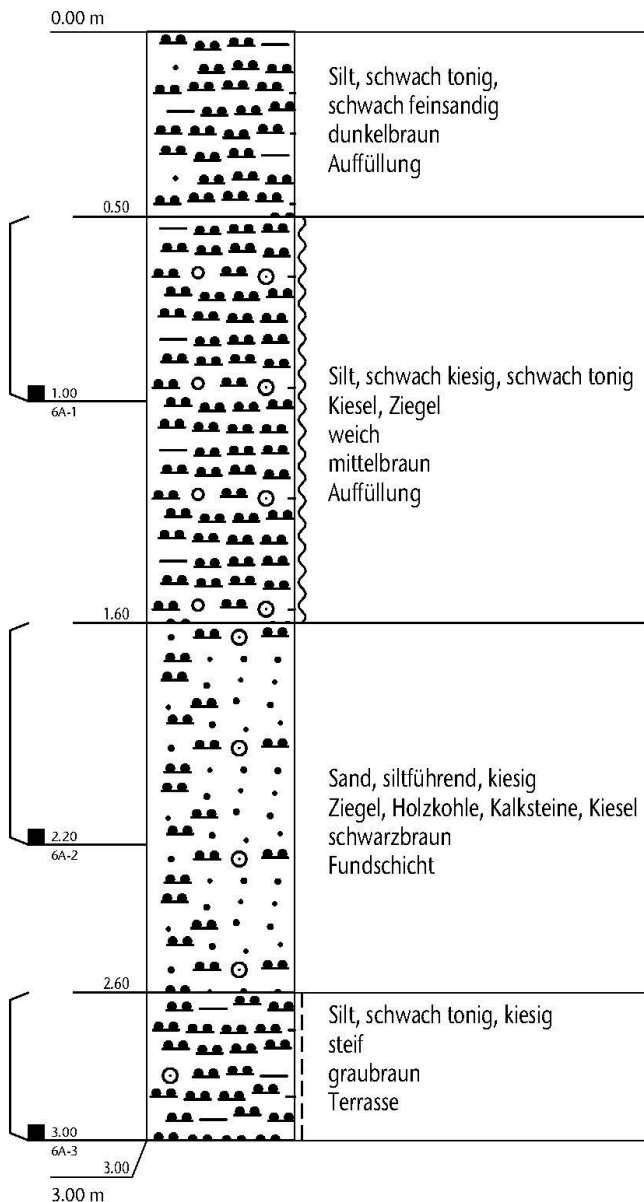 0.00 m
Silt, schwach tonig,
schwach feinsandig
dunkelbraun
Auffüllung
0.50
Silt, schwach kiesig, schwach tonig
Kiesel, Ziegel
weich
mittelbraun
Auffüllung
1.00
6A-1
1.60
Sand, siltführend, kiesig
Ziegel, Holzkohle, Kalksteine, Kiesel
schwarzbraun
Fundschicht
2.20
6A-2
2.60
Silt, schwach tonig, kiesig
steif
graubraun
Terrasse
3.00
6A-3
3.00
3.00 m